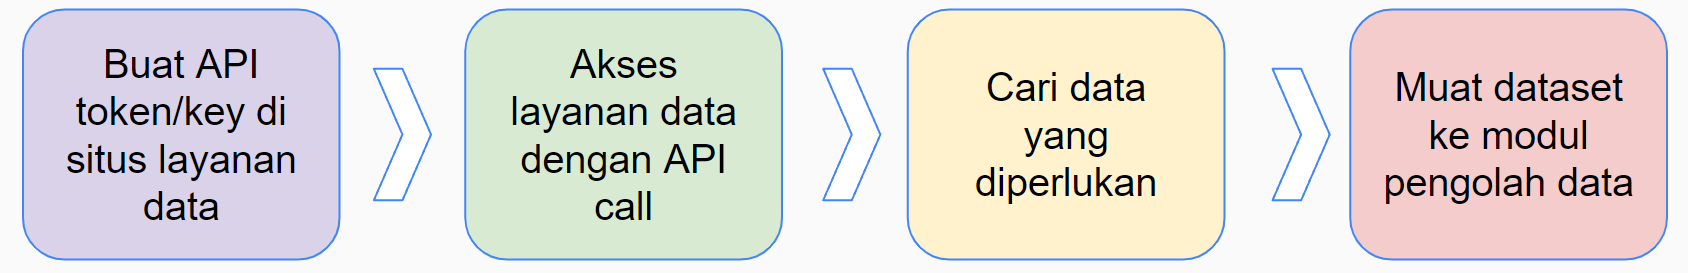 Buat API
token/key di
situs layanan
data
Akses
layanan data
dengan API
call
Cari data
yang
diperlukan
Muat dataset
ke modul
pengolah data